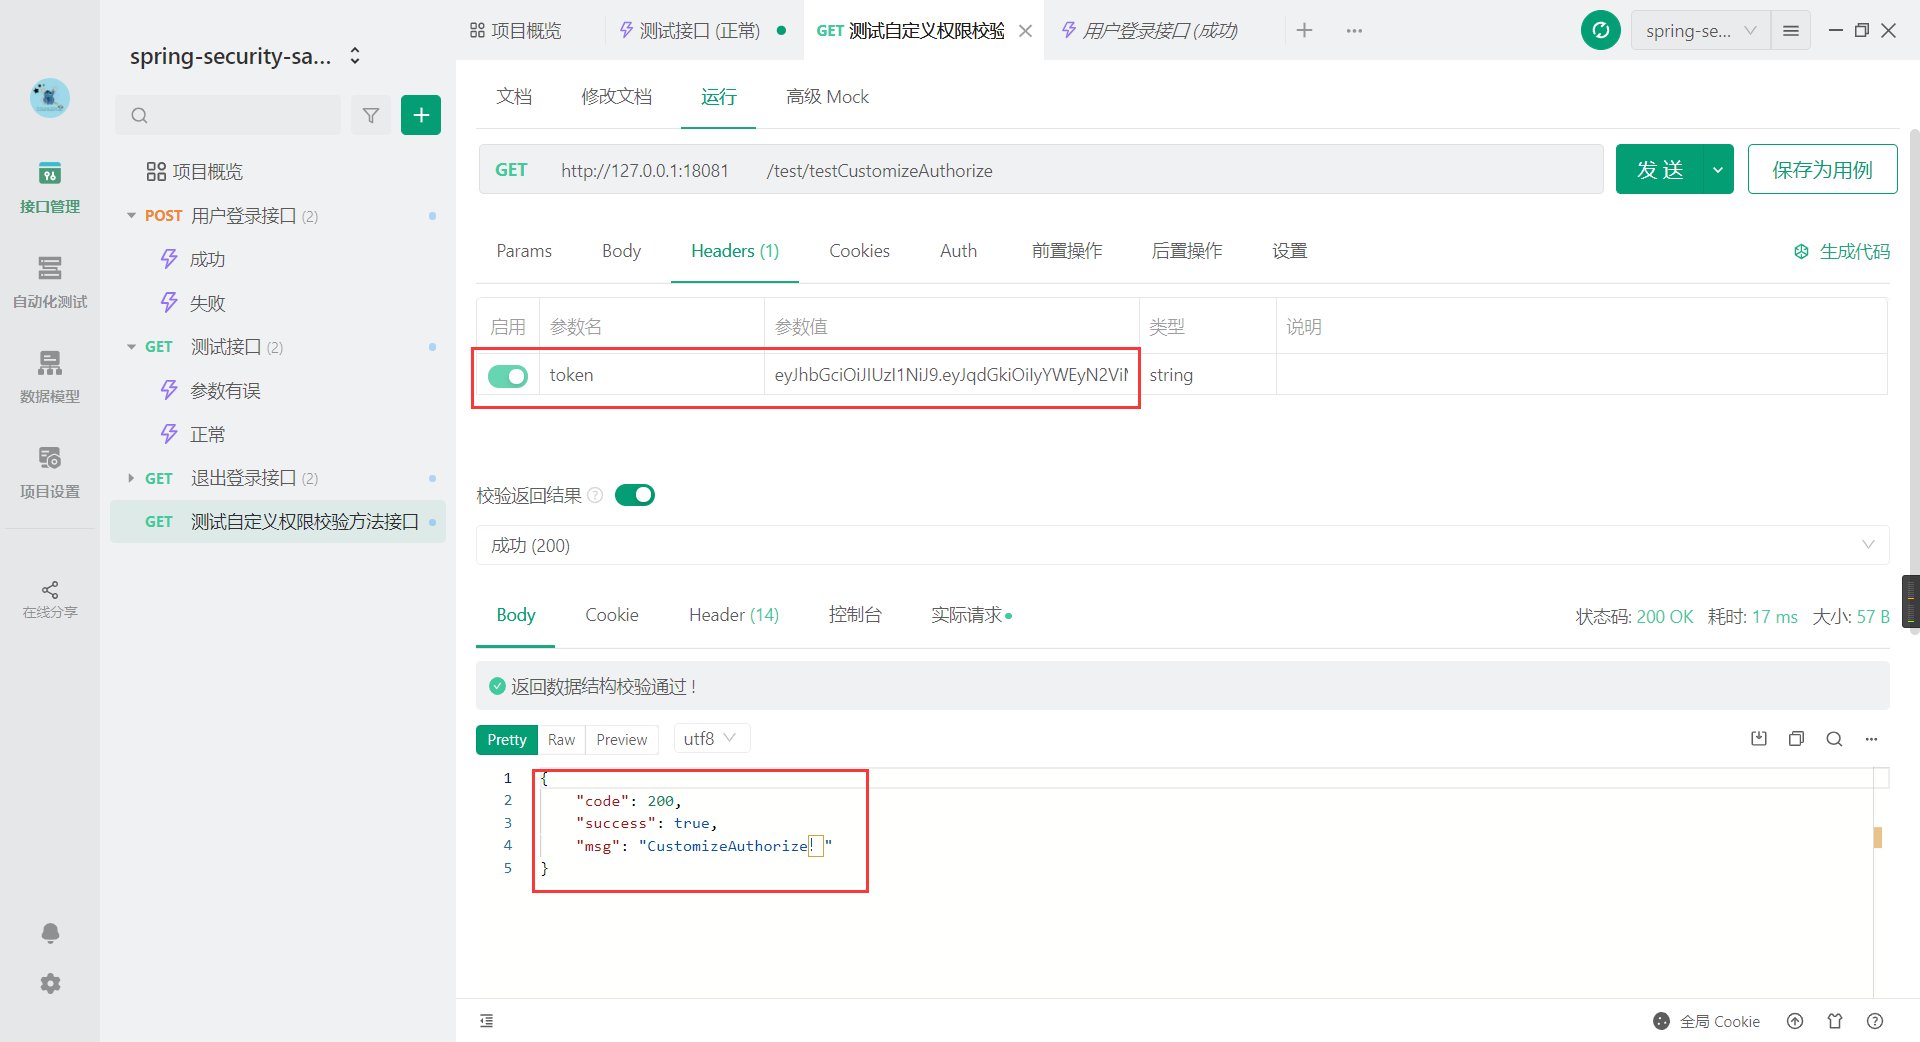 项目概览
测试接口 (正常)
GET 测试自定义权限校验
用户登录接口 (成功)
spring-se...
spring-security-sa...
项目概览
POST 用户登录接口 (2)
成功
失败
GET 测试接口 (2)
参数有误
正常
GET 退出登录接口 (2)
GET 测试自定义权限校验方法接口
接口管理
自动化测试
数据模型
项目设置
在线分享
文档 修改文档 运行 高级 Mock
GET http://127.0.0.1:18081 /test/testCustomizeAuthorize
发 送
保存为用例
Params Body Headers (1) Cookies Auth 前置操作 后置操作 设置
生成代码
启用 参数名 参数值 类型 说明
token eyJhbGciOiJIUzI1NiJ9.eyJqdGkiOiIyYWEyN2Vi string
校验返回结果
成功 (200)
Body Cookie Header (14) 控制台 实际请求
状态码: 200 OK 耗时: 17 ms 大小: 57 B
返回数据结构校验通过！
Pretty Raw Preview utf8
1 {
2 "code": 200,
3 "success": true,
4 "msg": "CustomizeAuthorize！"
5 }
全局 Cookie